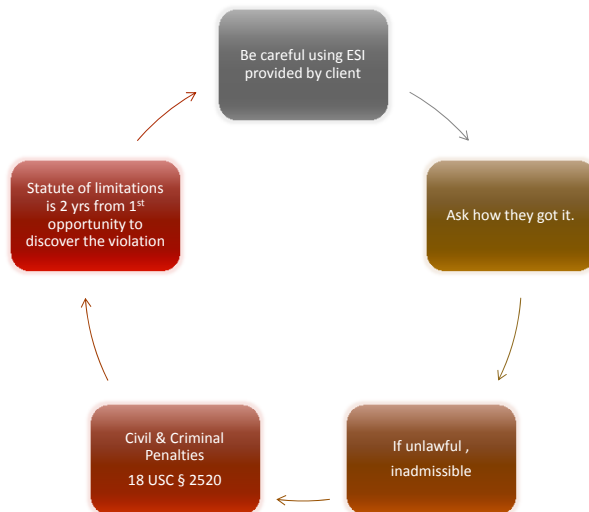 Be careful using ESI
provided by client
Ask how they got it.
If unlawful ,
inadmissible
Civil & Criminal
Penalties
18 USC § 2520
Statute of limitations
is 2 yrs from 1st
opportunity to
discover the violation